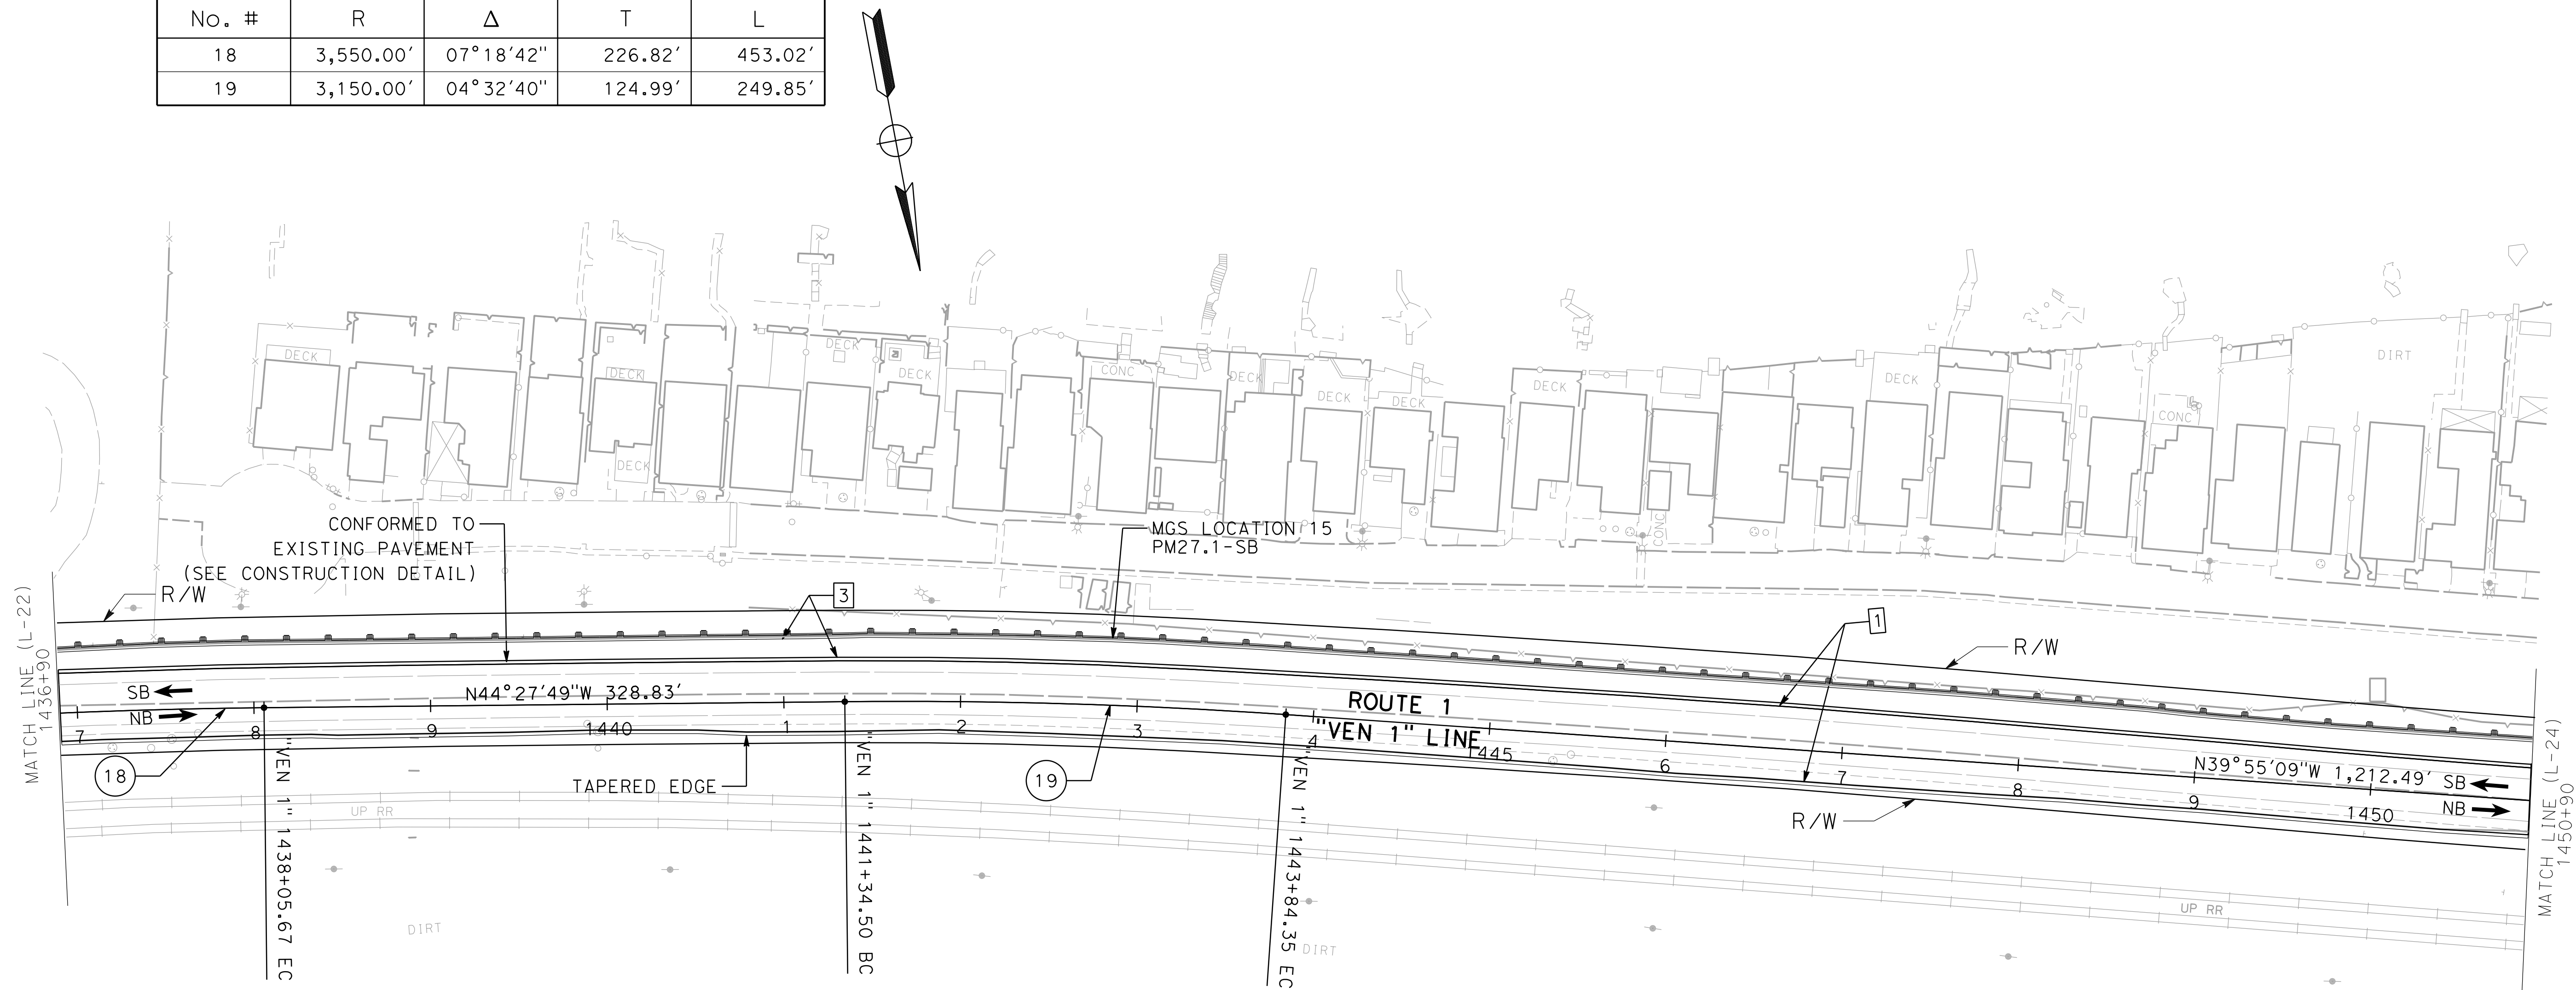 No. # R Δ T L
18 3,550.00' 07°18'42" 226.82' 453.02'
19 3,150.00' 04°32'40" 124.99' 249.85'
DECK
DECK
DECK
DECK
DECK
CONC
DECK
DECK
DECK
DECK
DECK
CONC
DIRT
CONC
CONFORMED TO
EXISTING PAVEMENT
(SEE CONSTRUCTION DETAIL)
MGS LOCATION 15
PM27.1-SB
R/W
3
1
R/W
MATCH LINE (L-22)
1436+90
SB
NB
N44°27'49"W 328.83'
ROUTE 1
"VEN 1" LINE
7
8
9
1440
1
2
3
4
1445
6
7
8
9
1450
N39°55'09"W 1,212.49'
SB
NB
18
TAPERED EDGE
19
R/W
UP RR
UP RR
"VEN 1" 1438+05.67 EC
"VEN 1" 1441+34.50 BC
"VEN 1" 1443+84.35 EC
DIRT
DIRT
MATCH LINE (L-24)
1450+90